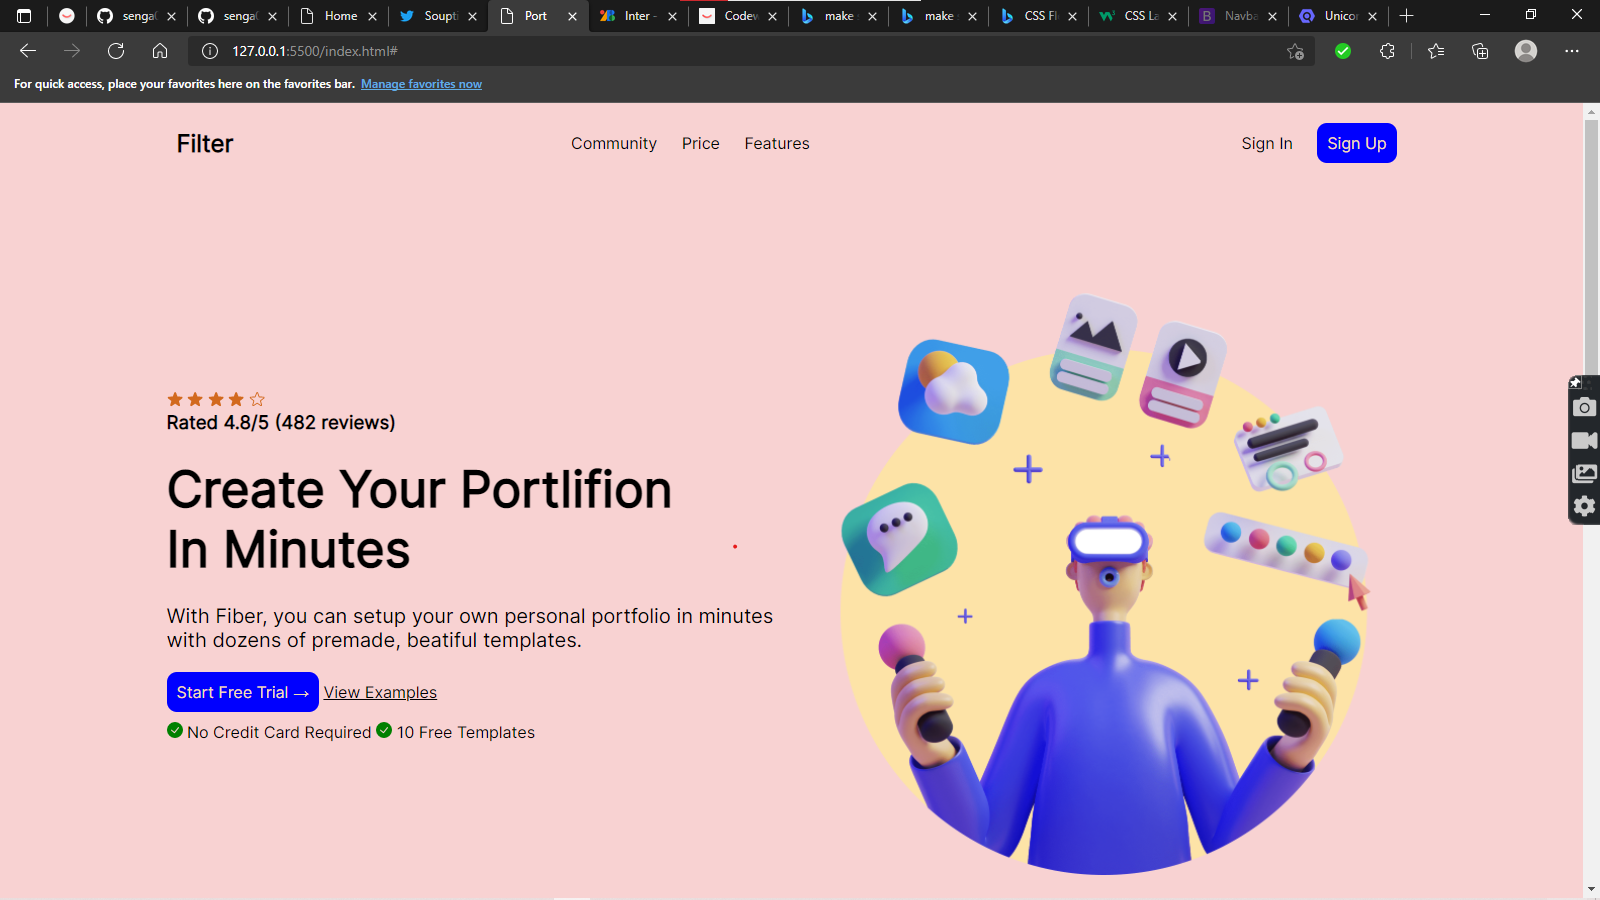 senga
senga
Home
Soupti
Port
Inter -
Codew
make
make
CSS Fl
CSS La
Navba
Unicor
127.0.0.1:5500/index.html#
For quick access, place your favorites here on the favorites bar. Manage favorites now
Filter
Community Price Features
Sign In Sign Up
Rated 4.8/5 (482 reviews)
Create Your Portlifion
In Minutes
With Fiber, you can setup your own personal portfolio in minutes
with dozens of premade, beatiful templates.
Start Free Trial → View Examples
No Credit Card Required 10 Free Templates